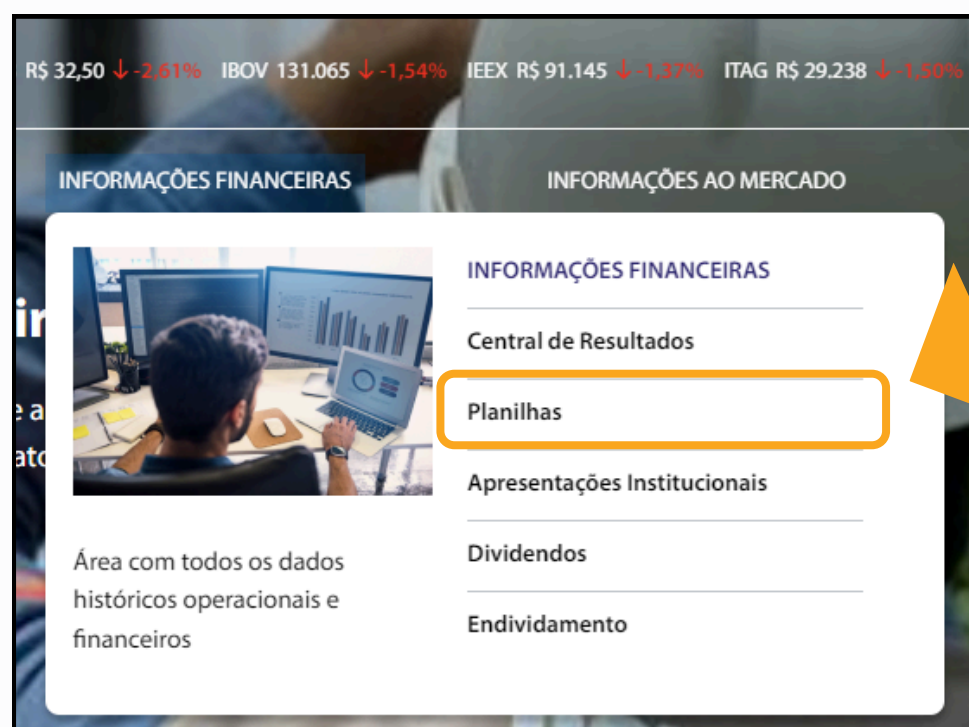 R$ 32,50 ↓ -2,61% IBOV 131.065 ↓ -1,54% IEEX R$ 91.145 ↓ -1,37% ITAG R$ 29.238 ↓ -1,50%
INFORMAÇÕES FINANCEIRAS INFORMAÇÕES AO MERCADO
INFORMAÇÕES FINANCEIRAS
Central de Resultados
Planilhas
Apresentações Institucionais
Dividendos
Endividamento
Área com todos os dados
históricos operacionais e
financeiros